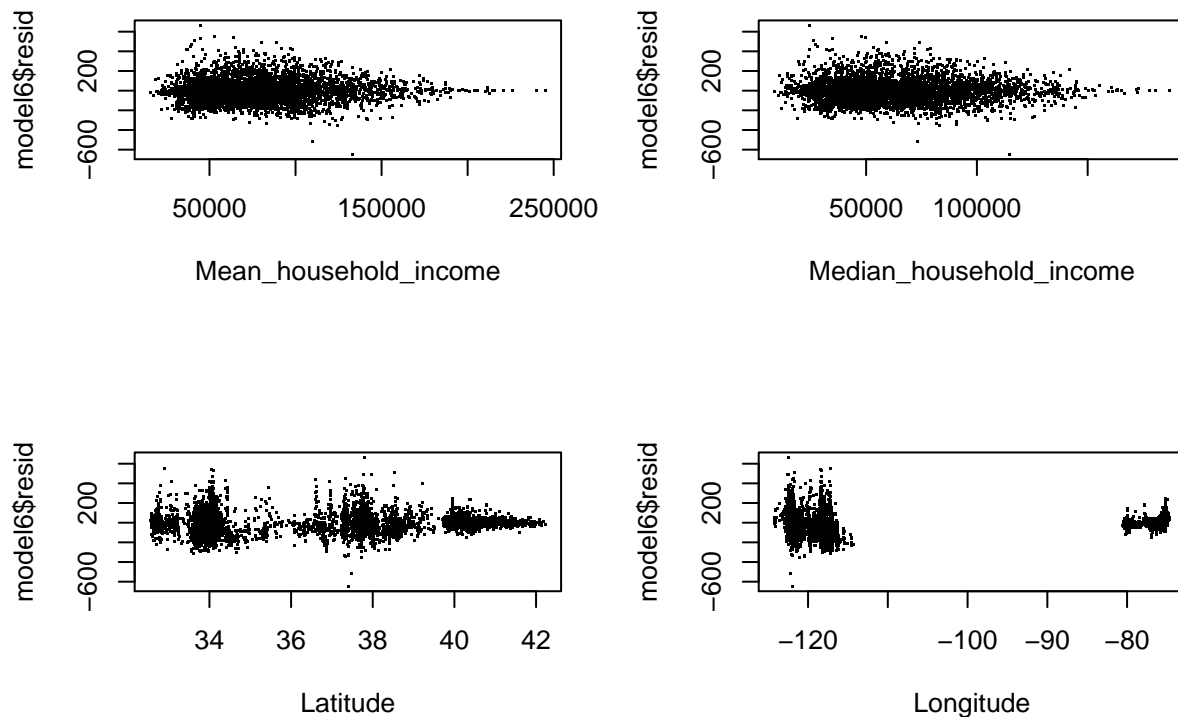 model6$resid
200
−600
50000
150000
250000
Mean_household_income
model6$resid
200
−600
50000
100000
Median_household_income
model6$resid
200
−600
34
36
38
40
42
Latitude
model6$resid
200
−600
−120
−100
−90
−80
Longitude